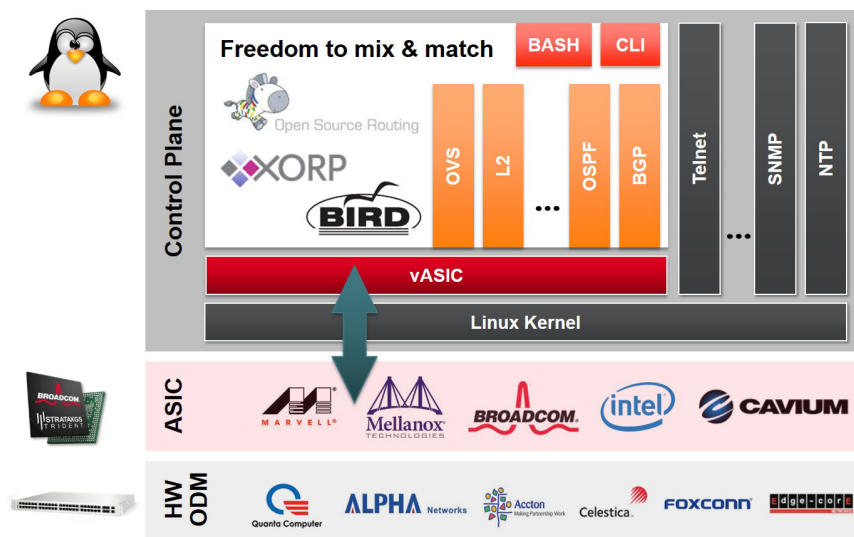 Freedom to mix & match
BASH
CLI
Control Plane
Open Source Routing
XORP
BIRD
OVS
L2
...
OSPF
BGP
Telnet
...
SNMP
NTP
vASIC
Linux Kernel
ASIC
BROADCOM
STRATAXGS
TRIDENT
MARVELL®
Mellanox
TECHNOLOGIES
BROADCOM.
intel
CAVIUM
HW
ODM
Quanta Computer
ALPHA Networks
Accton
Making Partnership Work
Celestica
FOXCONN
Edge-corE
NETWORKS